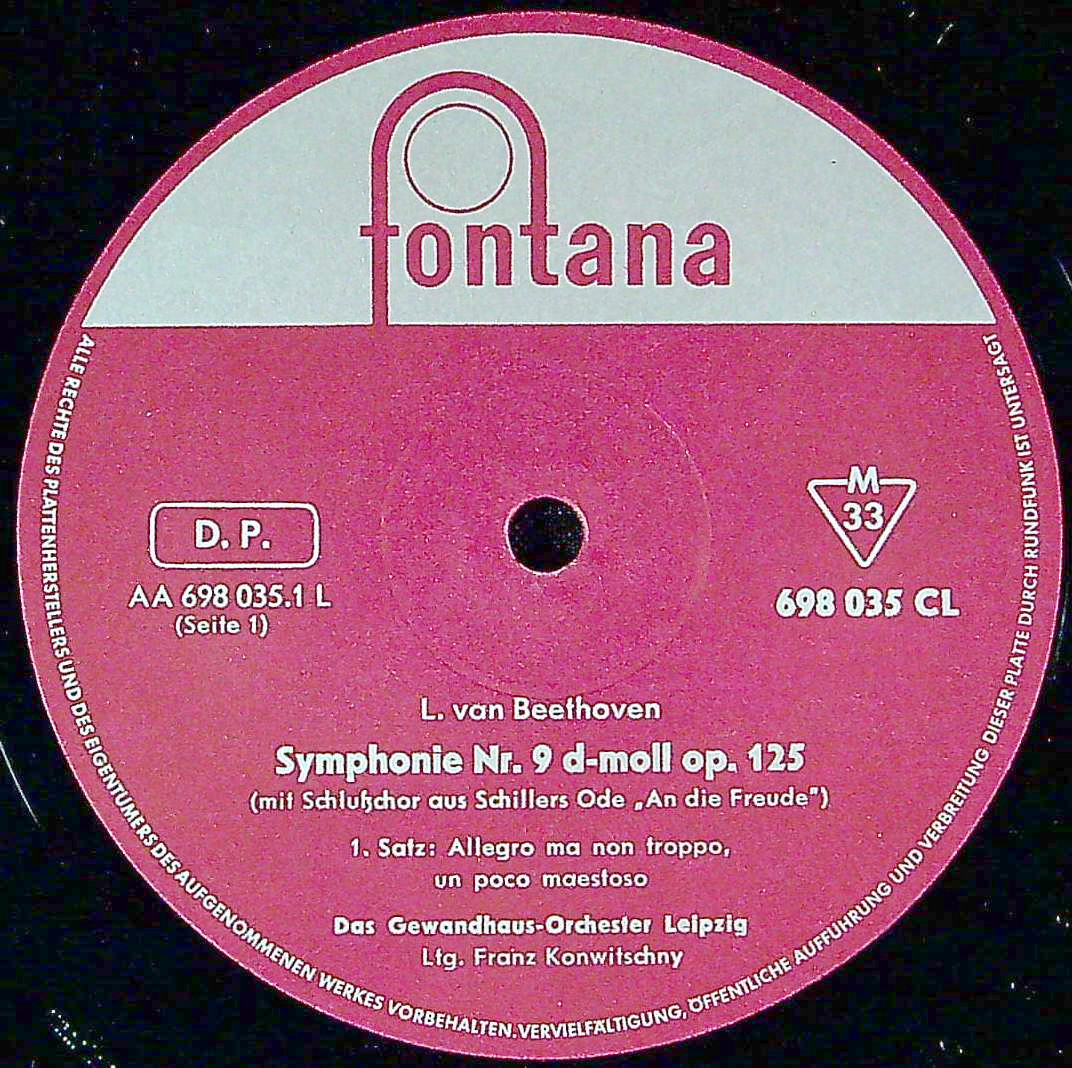 fontana
D. P.
AA 698 035.1 L
(Seite 1)
M
33
698 035 CL
L. van Beethoven
Symphonie Nr. 9 d-moll op. 125
(mit Schlußchor aus Schillers Ode „An die Freude")
1. Satz: Allegro ma non troppo,
un poco maestoso
Das Gewandhaus-Orchester Leipzig
Ltg. Franz Konwitschny
ALLE RECHTE DES PLATTENHERSTELLERS UND DES EIGENTUMERS DES AUFGENOMMENEN WERKES VORBEHALTEN. VERVIELFÄLTIGUNG, ÖFFENTLICHE AUFFÜHRUNG UND VERBREITUNG DIESER PLATTE DURCH RUNDFUNK IST UNTERSAGT